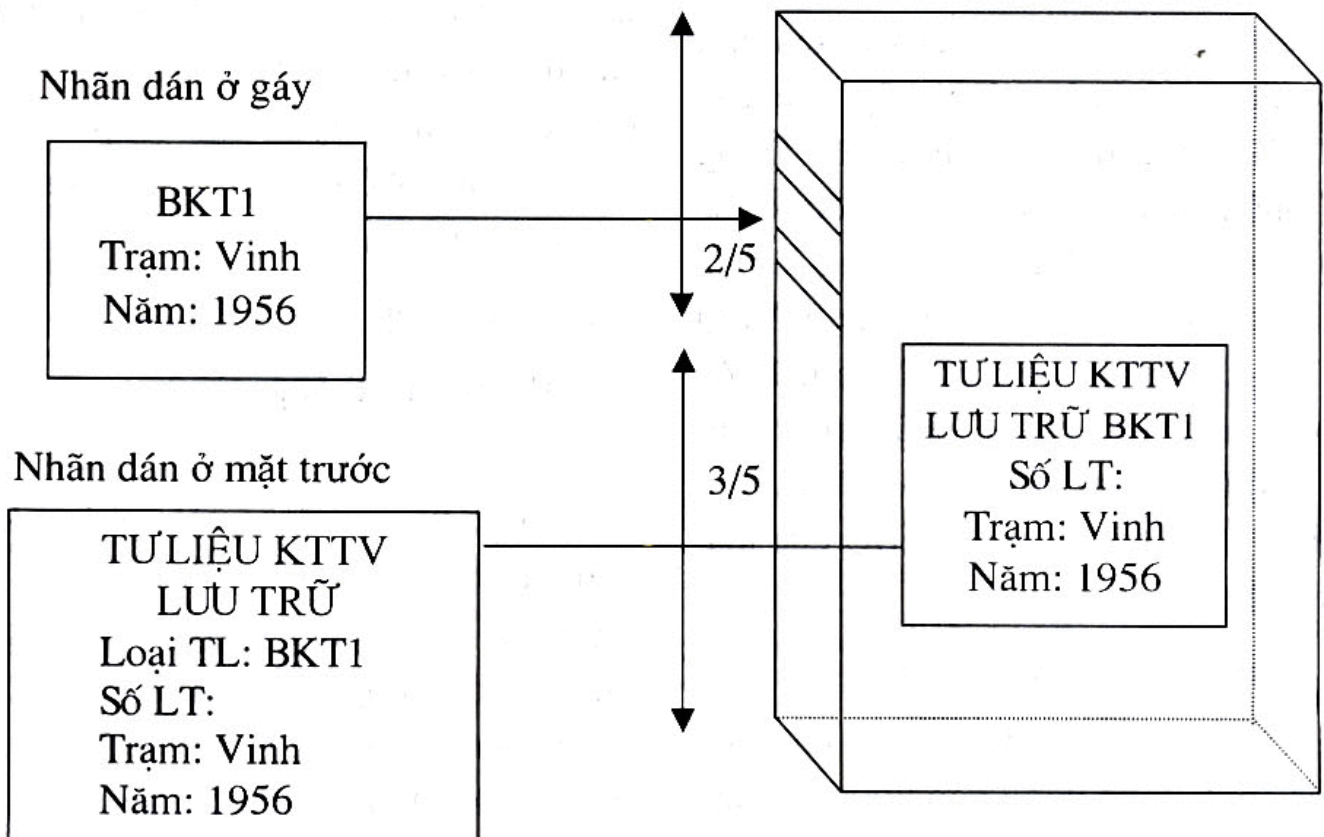 Nhãn dán ở gáy
BKT1
Trạm: Vinh
Năm: 1956
2/5
Nhãn dán ở mặt trước
TƯ LIỆU KTTV
LƯU TRỮ
Loại TL: BKT1
Số LT:
Trạm: Vinh
Năm: 1956
3/5
TƯ LIỆU KTTV
LƯU TRỮ BKT1
Số LT:
Trạm: Vinh
Năm: 1956